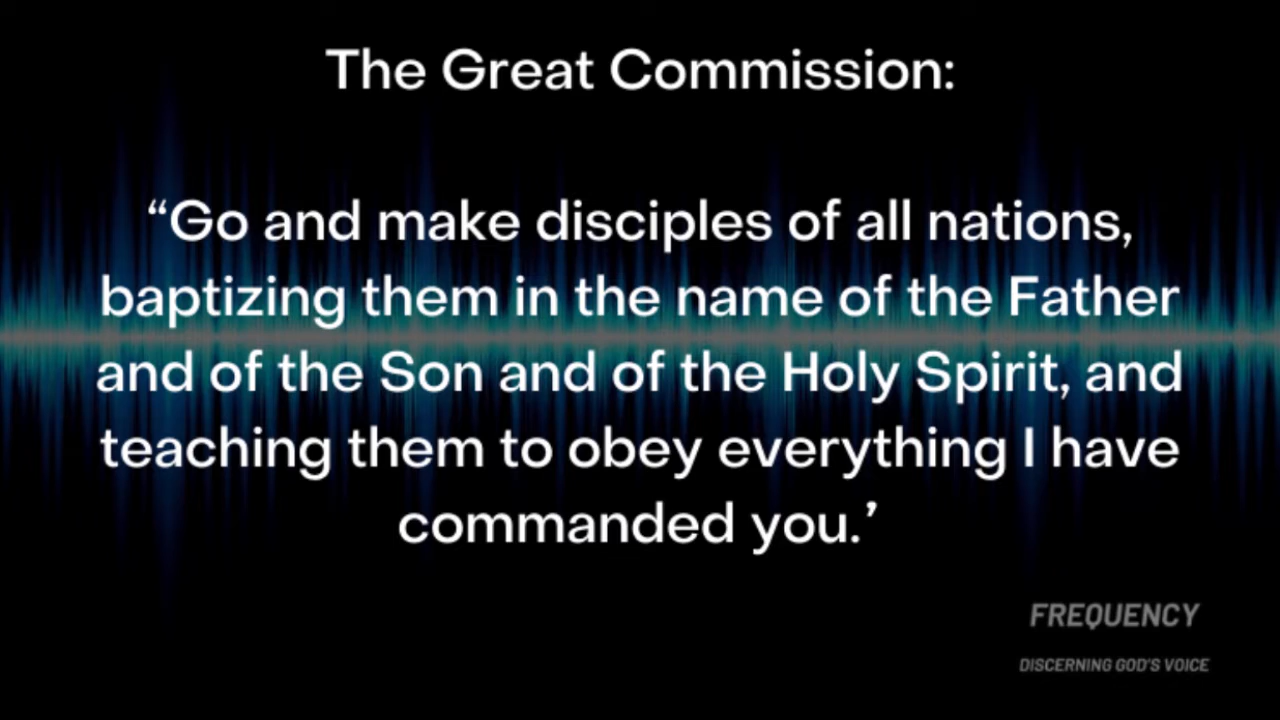 The Great Commission:
“Go and make disciples of all nations,
baptizing them in the name of the Father
and of the Son and of the Holy Spirit, and
teaching them to obey everything I have
commanded you.’
FREQUENCY
DISCERNING GOD'S VOICE